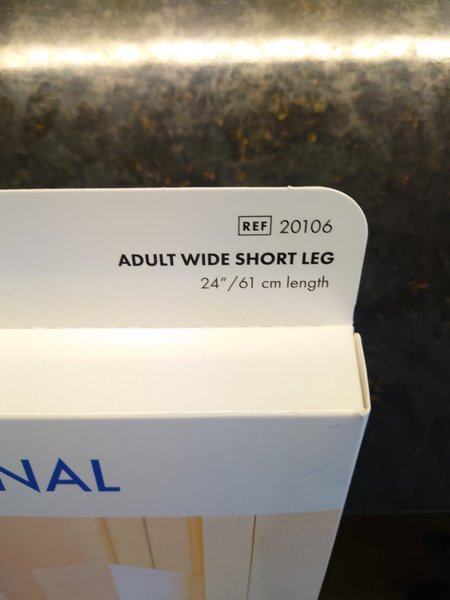 REF 20106
ADULT WIDE SHORT LEG
24"/61 cm length
NAL